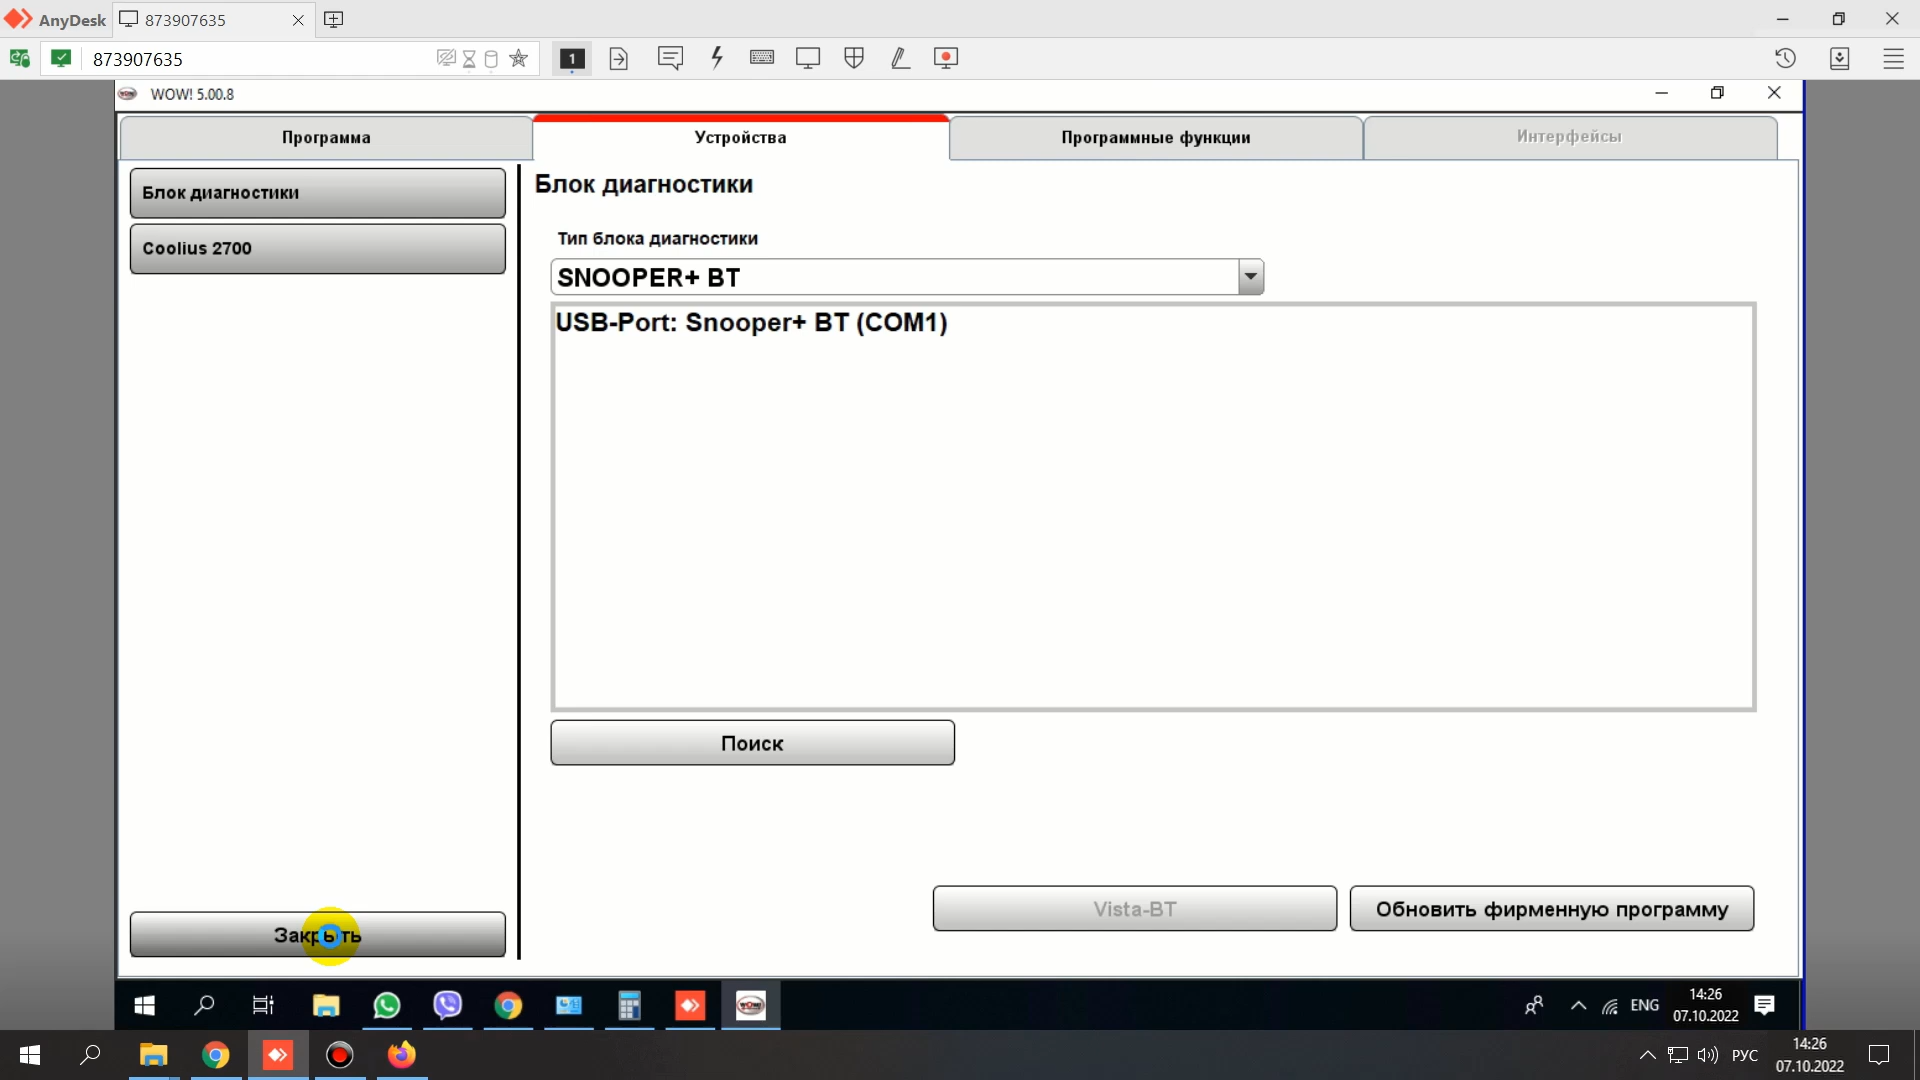 AnyDesk
873907635
873907635
1
WOW! 5.00.8
Программа
Устройства
Программные функции
Интерфейсы
Блок диагностики
Coolius 2700
Блок диагностики
Тип блока диагностики
SNOOPER+ BT
USB-Port: Snooper+ BT (COM1)
Поиск
Vista-BT
Обновить фирменную программу
Закрыть
WOW!
ENG
14:26
07.10.2022
РУС
14:26
07.10.2022